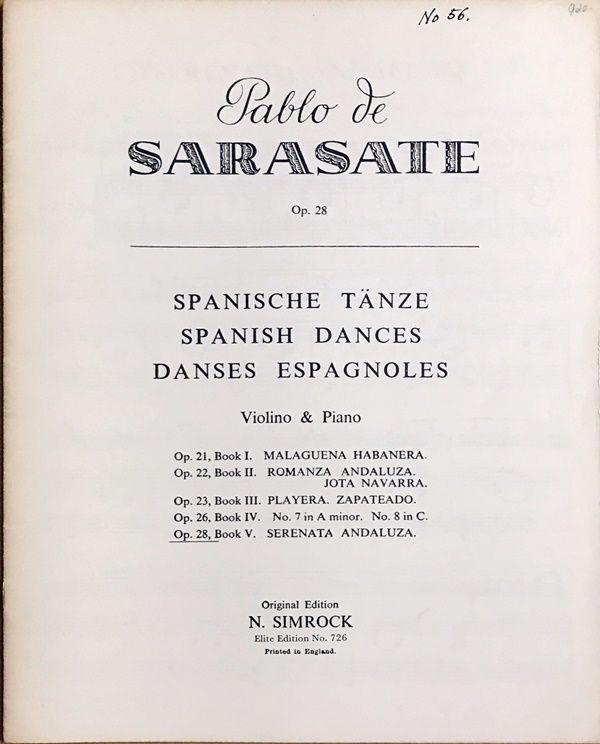 No 56.
Pablo de
SARASATE
Op. 28
SPANISCHE TÄNZE
SPANISH DANCES
DANSES ESPAGNOLES
Violino & Piano
Op. 21, Book I. MALAGUENA HABANERA.
Op. 22, Book II. ROMANZA ANDALUZA.
JOTA NAVARRA.
Op. 23, Book III. PLAYERA. ZAPATEADO.
Op. 26, Book IV. No. 7 in A minor. No. 8 in C.
Op. 28, Book V. SERENATA ANDALUZA.
Original Edition
N. SIMROCK
Elite Edition No. 726
Printed in England.